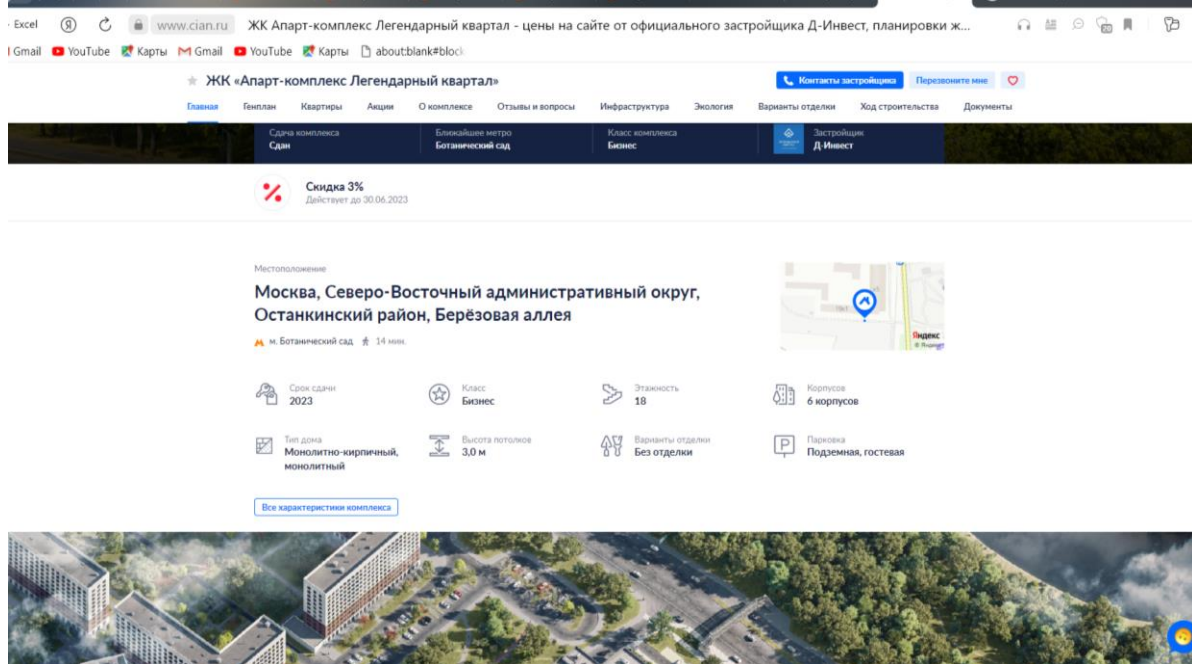 Excel
www.cian.ru ЖК Апарт-комплекс Легендарный квартал - цены на сайте от официального застройщика Д-Инвест, планировки ж...
Gmail YouTube Карты Gmail YouTube Карты about:blank#block
ЖК «Апарт-комплекс Легендарный квартал»
Контакты застройщика Перезвоните мне
Главная Генплан Квартиры Акции О комплексе Отзывы и вопросы Инфраструктура Экология Варианты отделки Ход строительства Документы
Сдача комплекса Ближайшее метро Класс комплекса Застройщик
Сдан Ботанический сад Бизнес Д-Инвест
Скидка 3%
Действует до 30.06.2023
Местоположение
Москва, Северо-Восточный административный округ,
Останкинский район, Берёзовая аллея
м. Ботанический сад 14 мин.
Яндекс
Срок сдачи Класс Этажность Корпусов
2023 Бизнес 18 6 корпусов
Тип дома Высота потолков Варианты отделки Парковка
Монолитно-кирпичный, 3,0 м Без отделки Подземная, гостевая
монолитный
Все характеристики комплекса